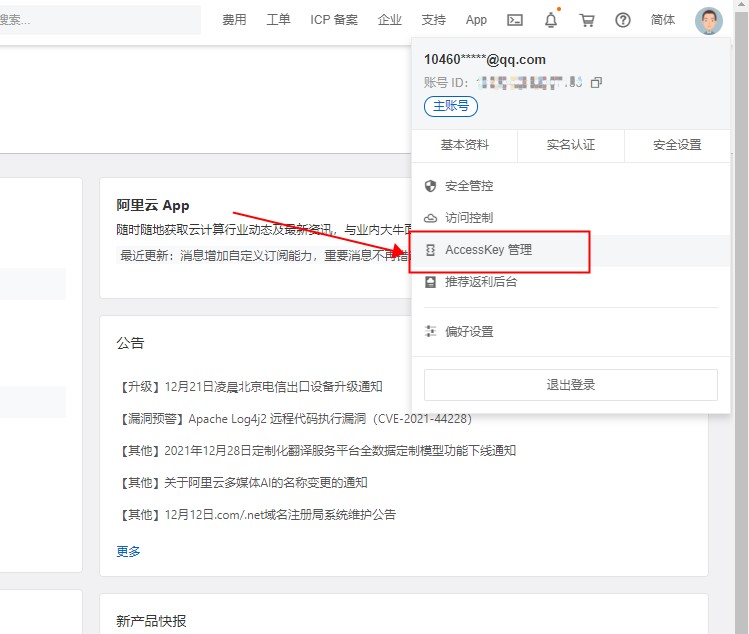 搜索...
费用 工单 ICP 备案 企业 支持 App 简体
10460*****@qq.com
账号 ID:
主账号
基本资料 实名认证 安全设置
安全管控
访问控制
AccessKey 管理
推荐返利后台
偏好设置
退出登录
阿里云 App
随时随地获取云计算行业动态及最新资讯，与业内大牛面
最近更新：消息增加自定义订阅能力，重要消息不再错
公告
【升级】12月21日凌晨北京电信出口设备升级通知
【漏洞预警】Apache Log4j2 远程代码执行漏洞（CVE-2021-44228）
【其他】2021年12月28日定制化翻译服务平台全数据定制模型功能下线通知
【其他】关于阿里云多媒体AI的名称变更的通知
【其他】12月12日.com/.net域名注册局系统维护公告
更多
新产品快报